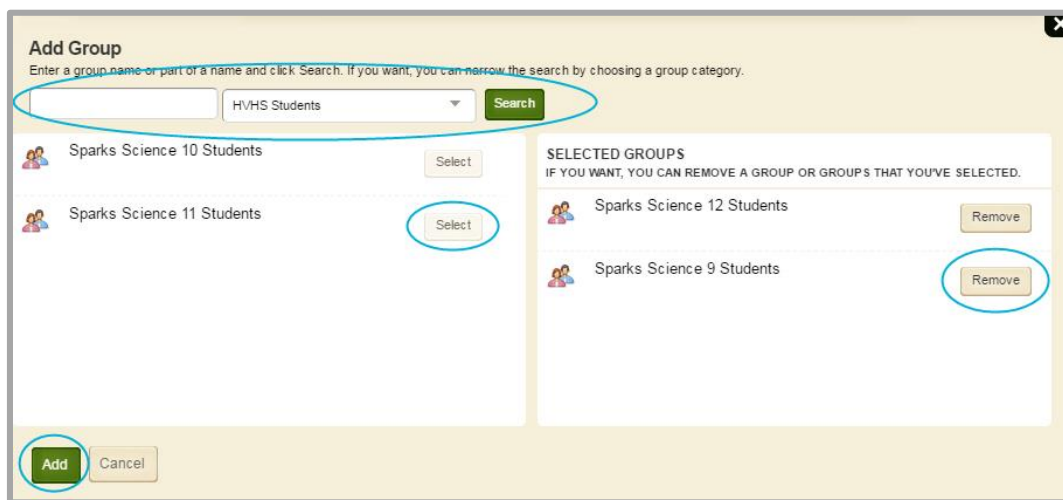 Add Group
Enter a group name or part of a name and click Search. If you want, you can narrow the search by choosing a group category.
HVHS Students
Search
Sparks Science 10 Students
Select
Sparks Science 11 Students
Select
SELECTED GROUPS
IF YOU WANT, YOU CAN REMOVE A GROUP OR GROUPS THAT YOU'VE SELECTED.
Sparks Science 12 Students
Remove
Sparks Science 9 Students
Remove
Add
Cancel